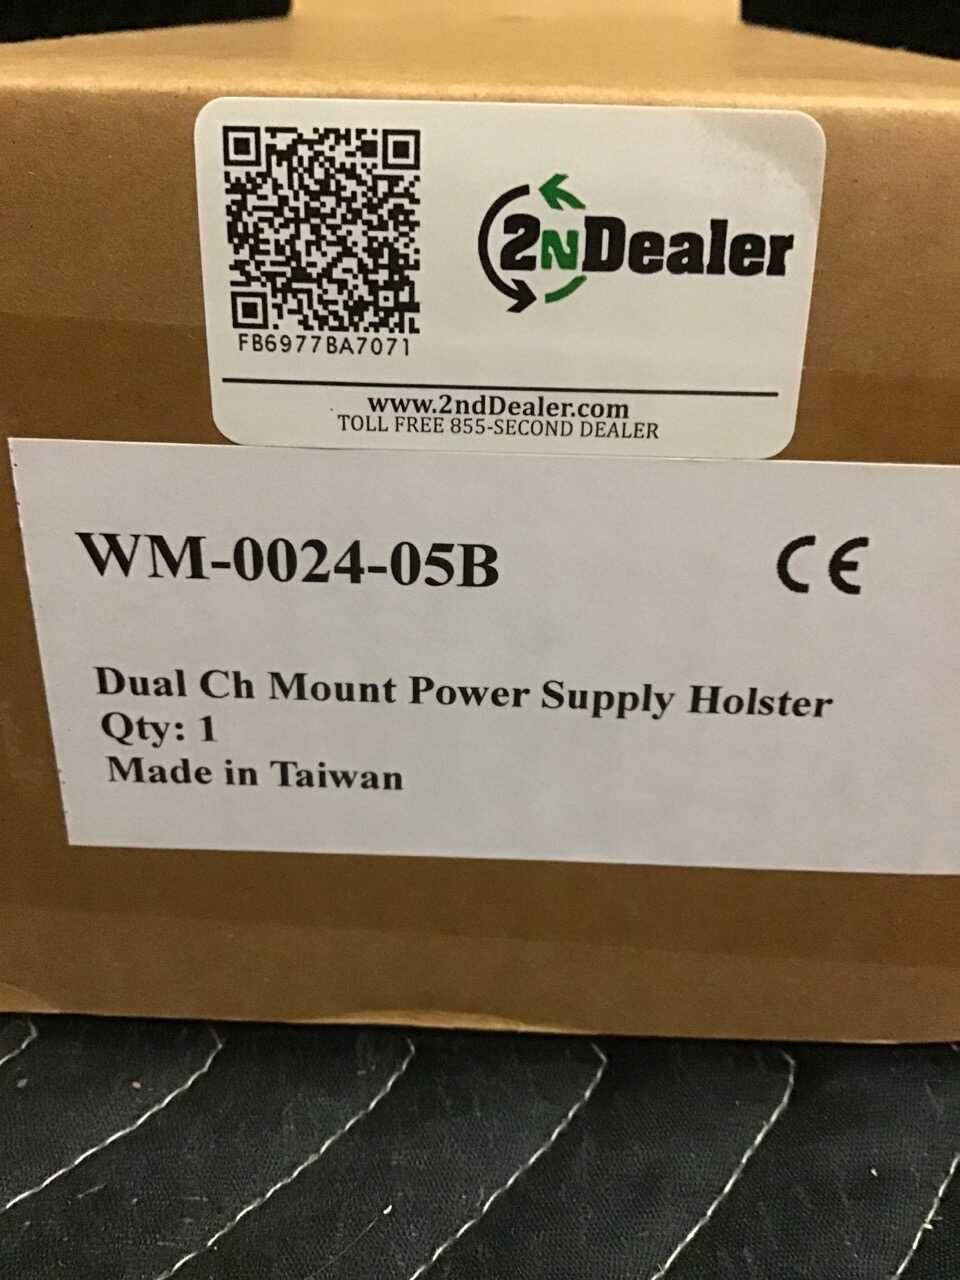 2NDealer
FB6977BA7071
www.2ndDealer.com
TOLL FREE 855-SECOND DEALER
WM-0024-05B
CE
Dual Ch Mount Power Supply Holster
Qty: 1
Made in Taiwan